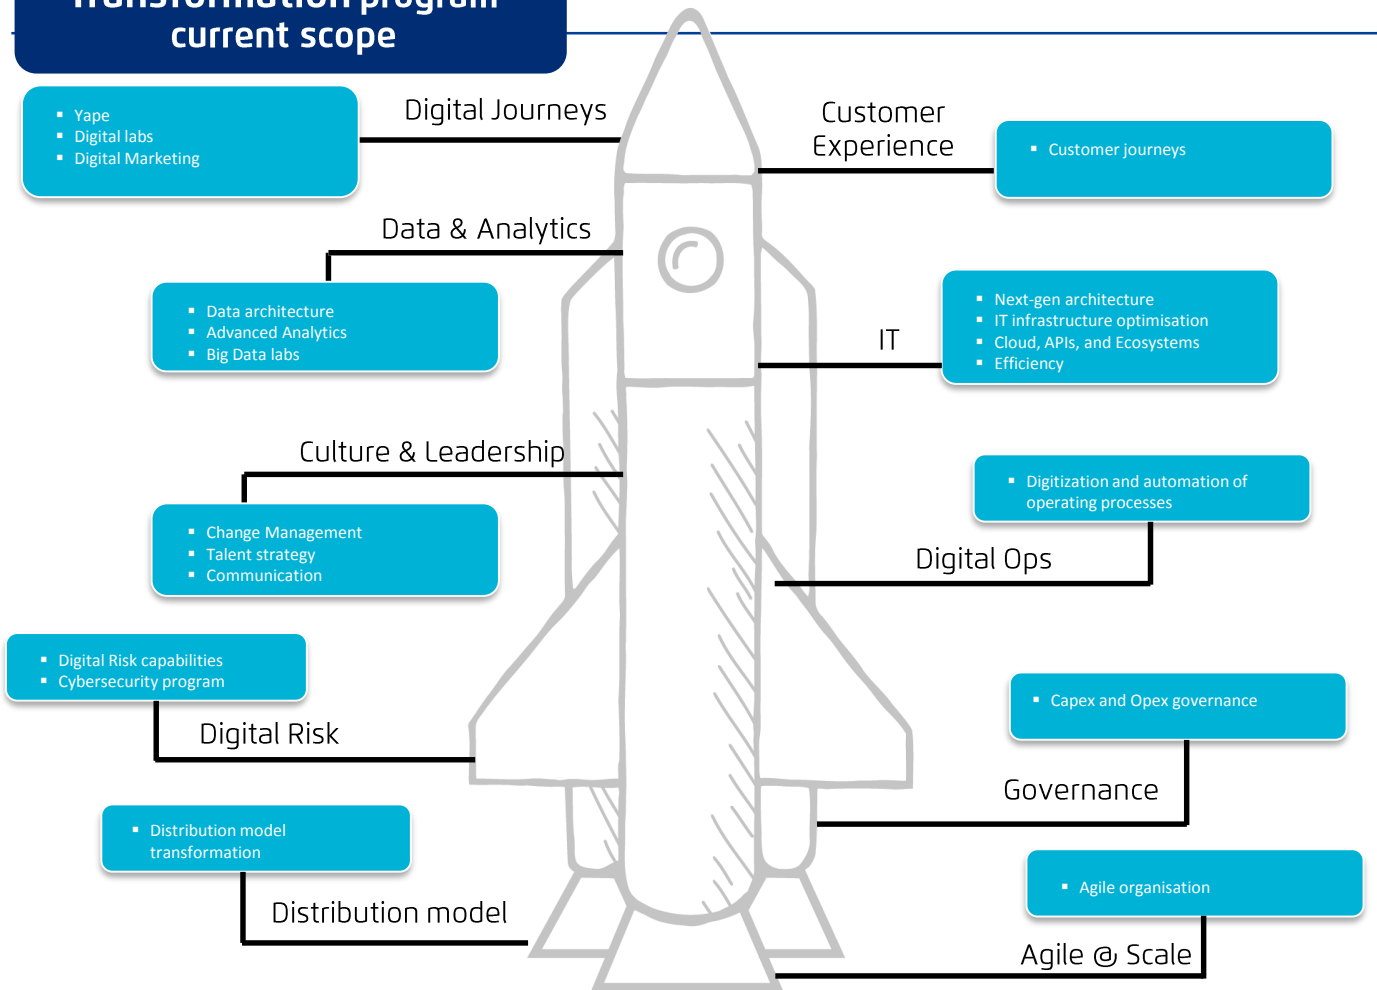 Transformation program
current scope
Digital Journeys
▪ Yape
▪ Digital labs
▪ Digital Marketing
Customer
Experience
▪ Customer journeys
Data & Analytics
▪ Data architecture
▪ Advanced Analytics
▪ Big Data labs
IT
▪ Next-gen architecture
▪ IT infrastructure optimisation
▪ Cloud, APIs, and Ecosystems
▪ Efficiency
Culture & Leadership
▪ Change Management
▪ Talent strategy
▪ Communication
▪ Digitization and automation of
operating processes
Digital Ops
▪ Digital Risk capabilities
▪ Cybersecurity program
Digital Risk
▪ Capex and Opex governance
Governance
▪ Distribution model
transformation
Distribution model
▪ Agile organisation
Agile @ Scale